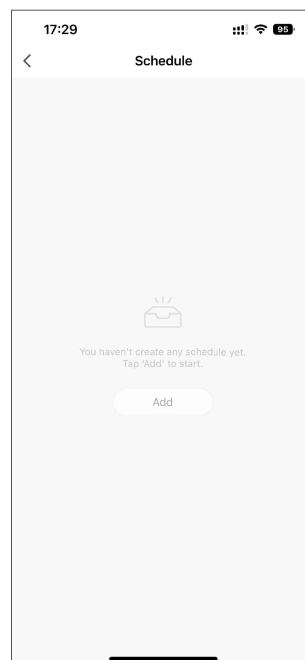 17:29
95
Schedule
You haven't create any schedule yet.
Tap 'Add' to start.
Add